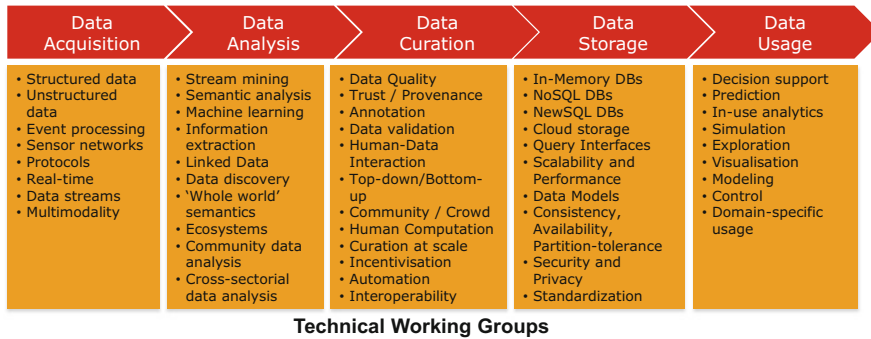 Data
Acquisition
Data
Analysis
Data
Curation
Data
Storage
Data
Usage
• Structured data
• Unstructured
data
• Event processing
• Sensor networks
• Protocols
• Real-time
• Data streams
• Multimodality
• Stream mining
• Semantic analysis
• Machine learning
• Information
extraction
• Linked Data
• Data discovery
• ‘Whole world’
semantics
• Ecosystems
• Community data
analysis
• Cross-sectorial
data analysis
• Data Quality
• Trust / Provenance
• Annotation
• Data validation
• Human-Data
Interaction
• Top-down/Bottom-
up
• Community / Crowd
• Human Computation
• Curation at scale
• Incentivisation
• Automation
• Interoperability
• In-Memory DBs
• NoSQL DBs
• NewSQL DBs
• Cloud storage
• Query Interfaces
• Scalability and
Performance
• Data Models
• Consistency,
Availability,
Partition-tolerance
• Security and
Privacy
• Standardization
• Decision support
• Prediction
• In-use analytics
• Simulation
• Exploration
• Visualisation
• Modeling
• Control
• Domain-specific
usage
Technical Working Groups